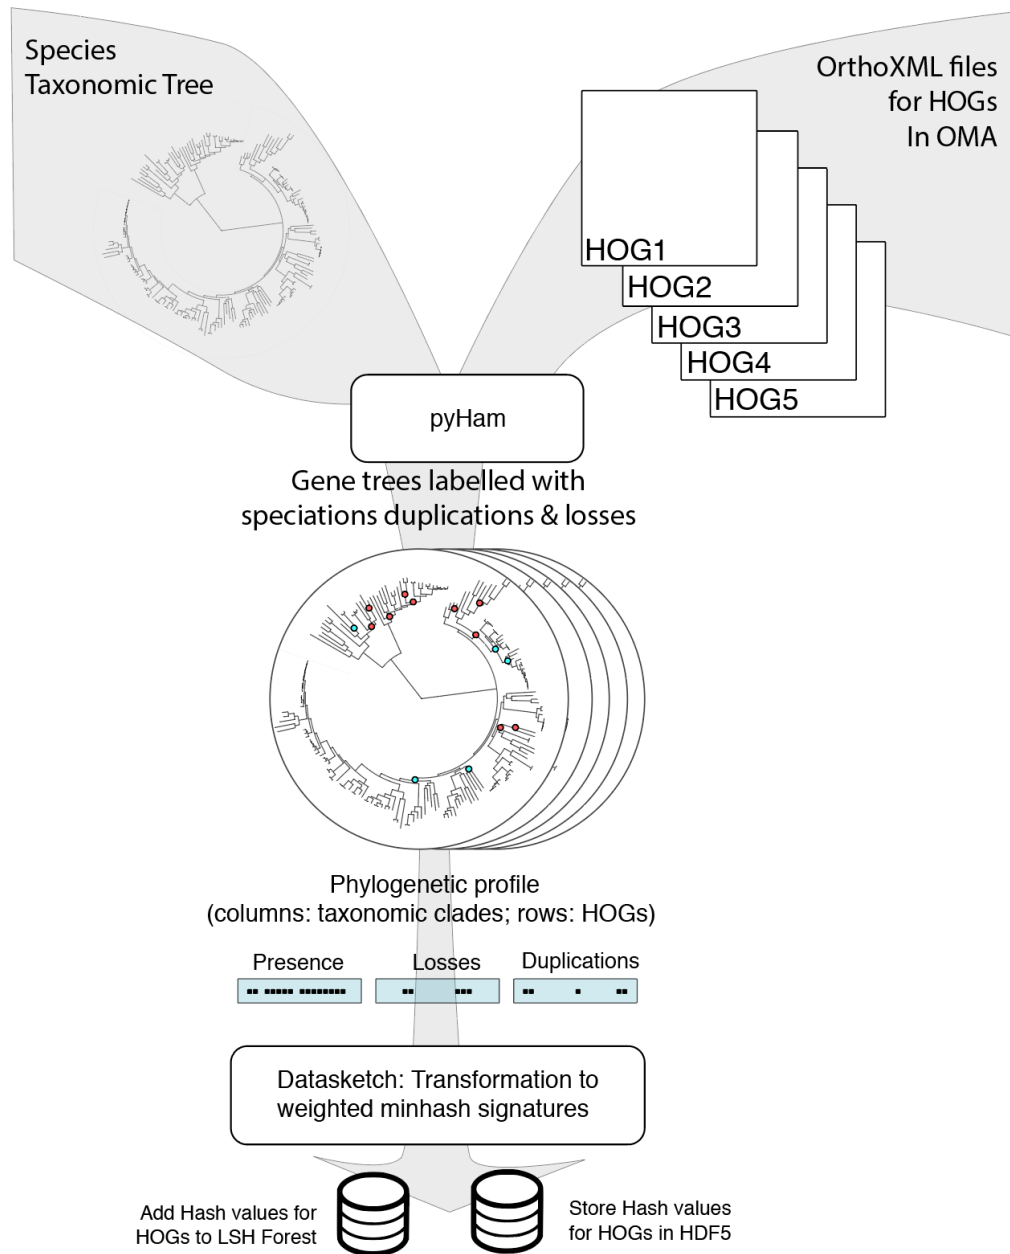 Species
Taxonomic Tree
OrthoXML files
for HOGs
In OMA
HOG1
HOG2
HOG3
HOG4
HOG5
pyHam
Gene trees labelled with
speciations duplications & losses
Phylogenetic profile
(columns: taxonomic clades; rows: HOGs)
Presence
Losses
Duplications
Datasketch: Transformation to
weighted minhash signatures
Add Hash values for
HOGs to LSH Forest
Store Hash values
for HOGs in HDF5